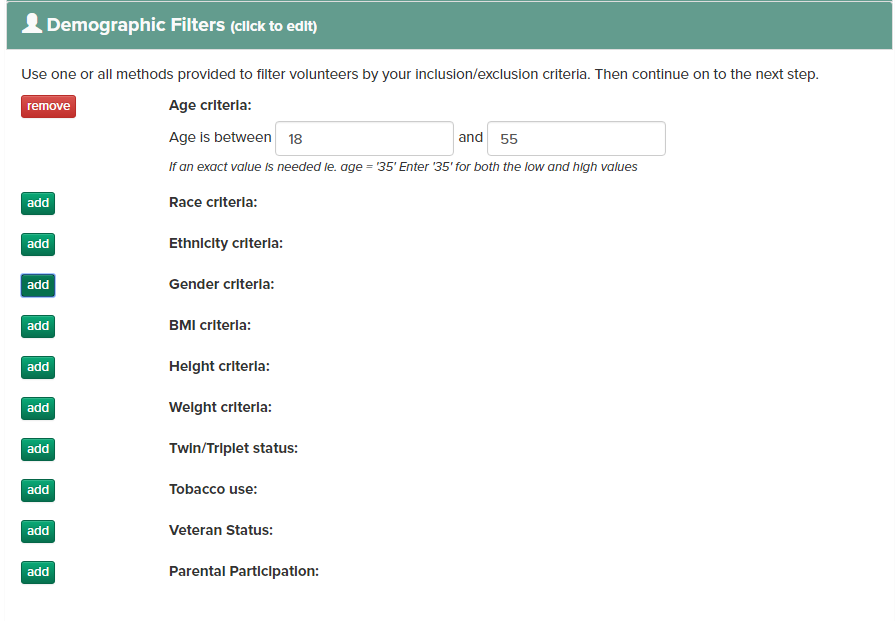 Demographic Filters (click to edit)
Use one or all methods provided to filter volunteers by your inclusion/exclusion criteria. Then continue on to the next step.
remove Age criteria:
Age is between 18 and 55
If an exact value is needed ie. age = '35' Enter '35' for both the low and high values
add Race criteria:
add Ethnicity criteria:
add Gender criteria:
add BMI criteria:
add Height criteria:
add Weight criteria:
add Twin/Triplet status:
add Tobacco use:
add Veteran Status:
add Parental Participation: